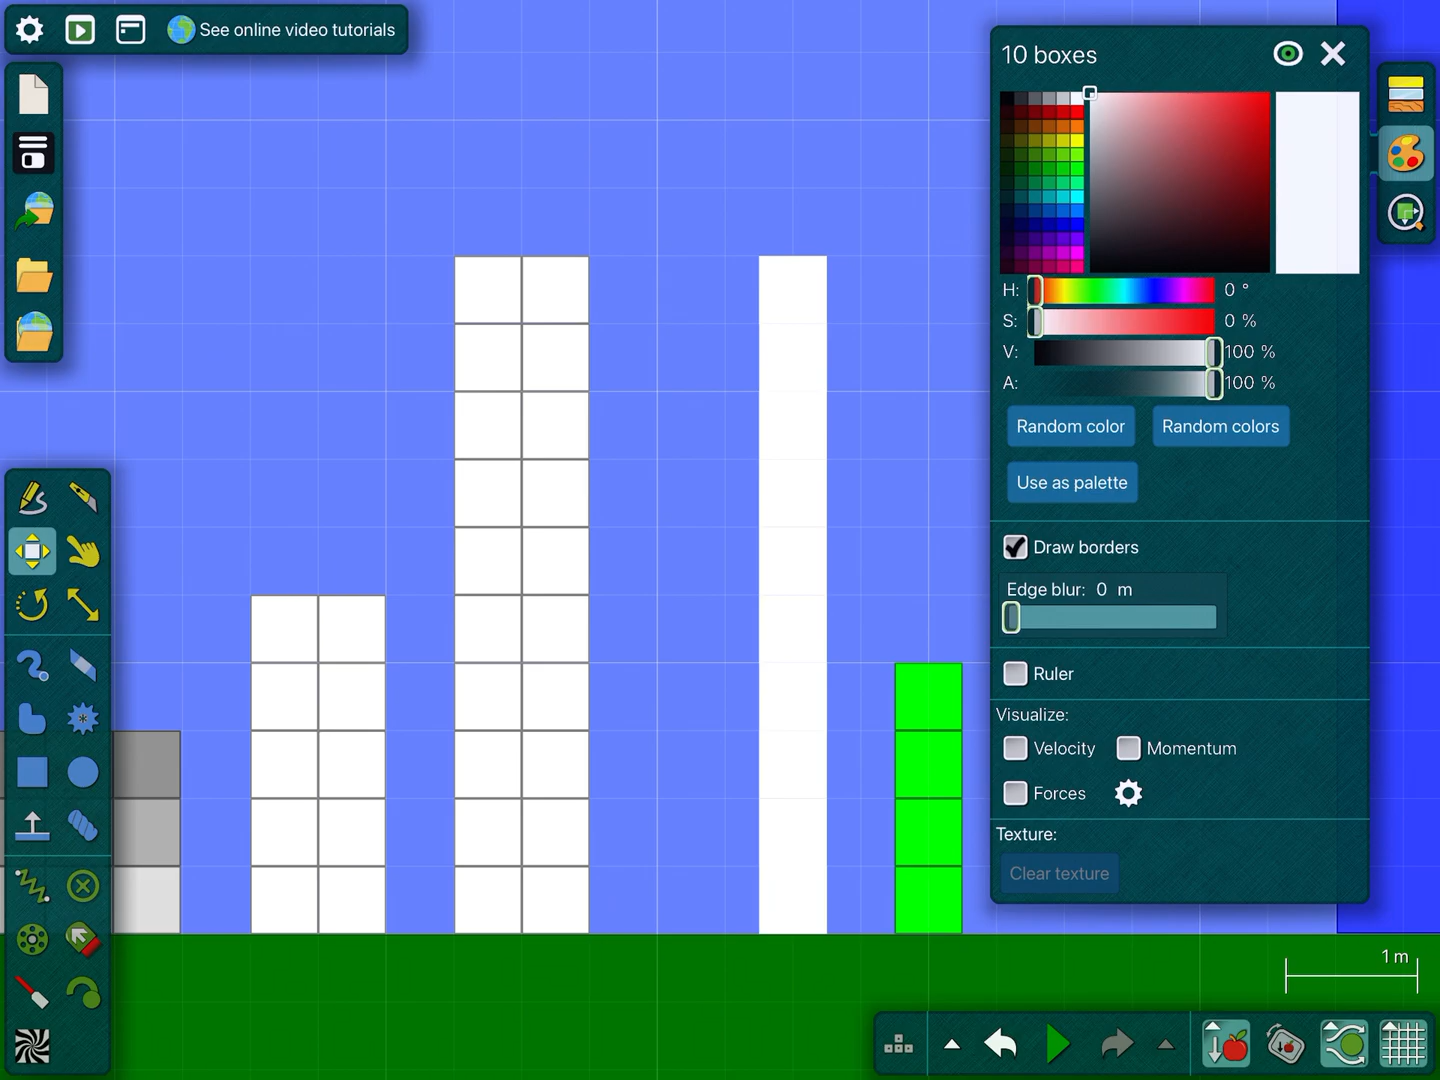 See online video tutorials
10 boxes
H: 0 °
S: 0 %
V: 100 %
A: 100 %
Random color Random colors
Use as palette
Draw borders
Edge blur: 0 m
Ruler
Visualize:
Velocity Momentum
Forces
Texture:
Clear texture
1 m